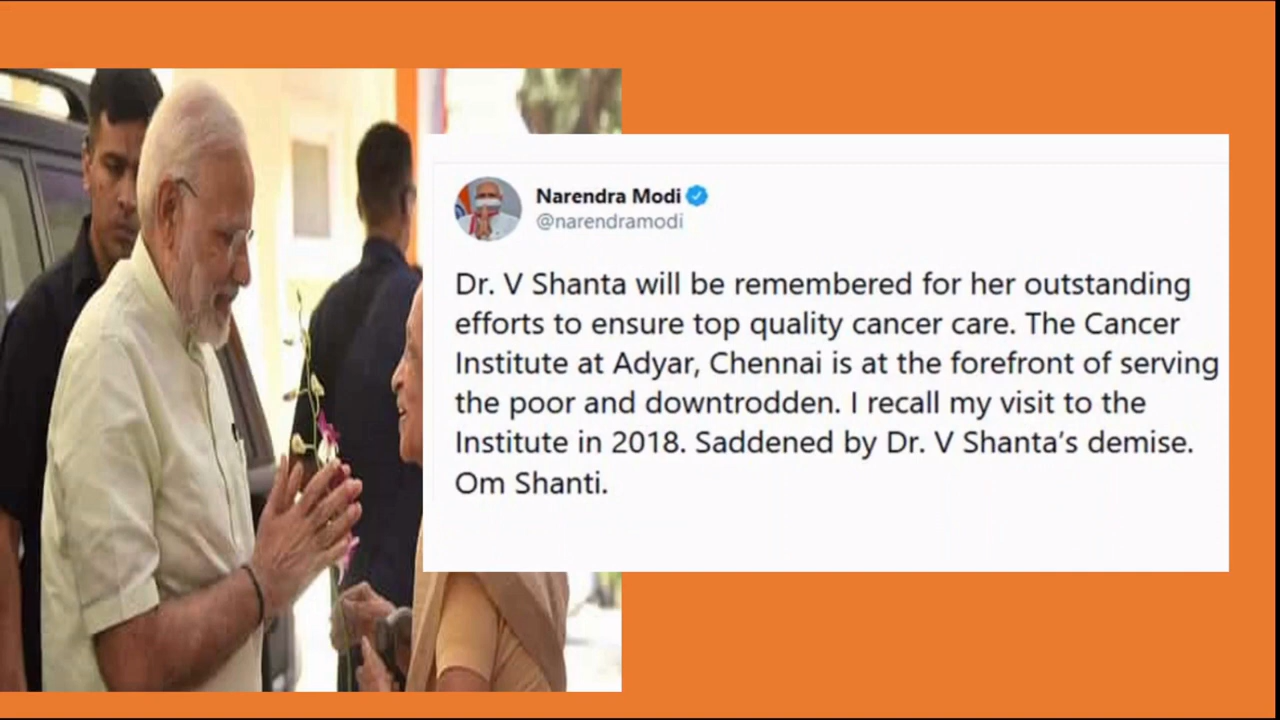 Narendra Modi
@narendramodi
Dr. V Shanta will be remembered for her outstanding
efforts to ensure top quality cancer care. The Cancer
Institute at Adyar, Chennai is at the forefront of serving
the poor and downtrodden. I recall my visit to the
Institute in 2018. Saddened by Dr. V Shanta's demise.
Om Shanti.